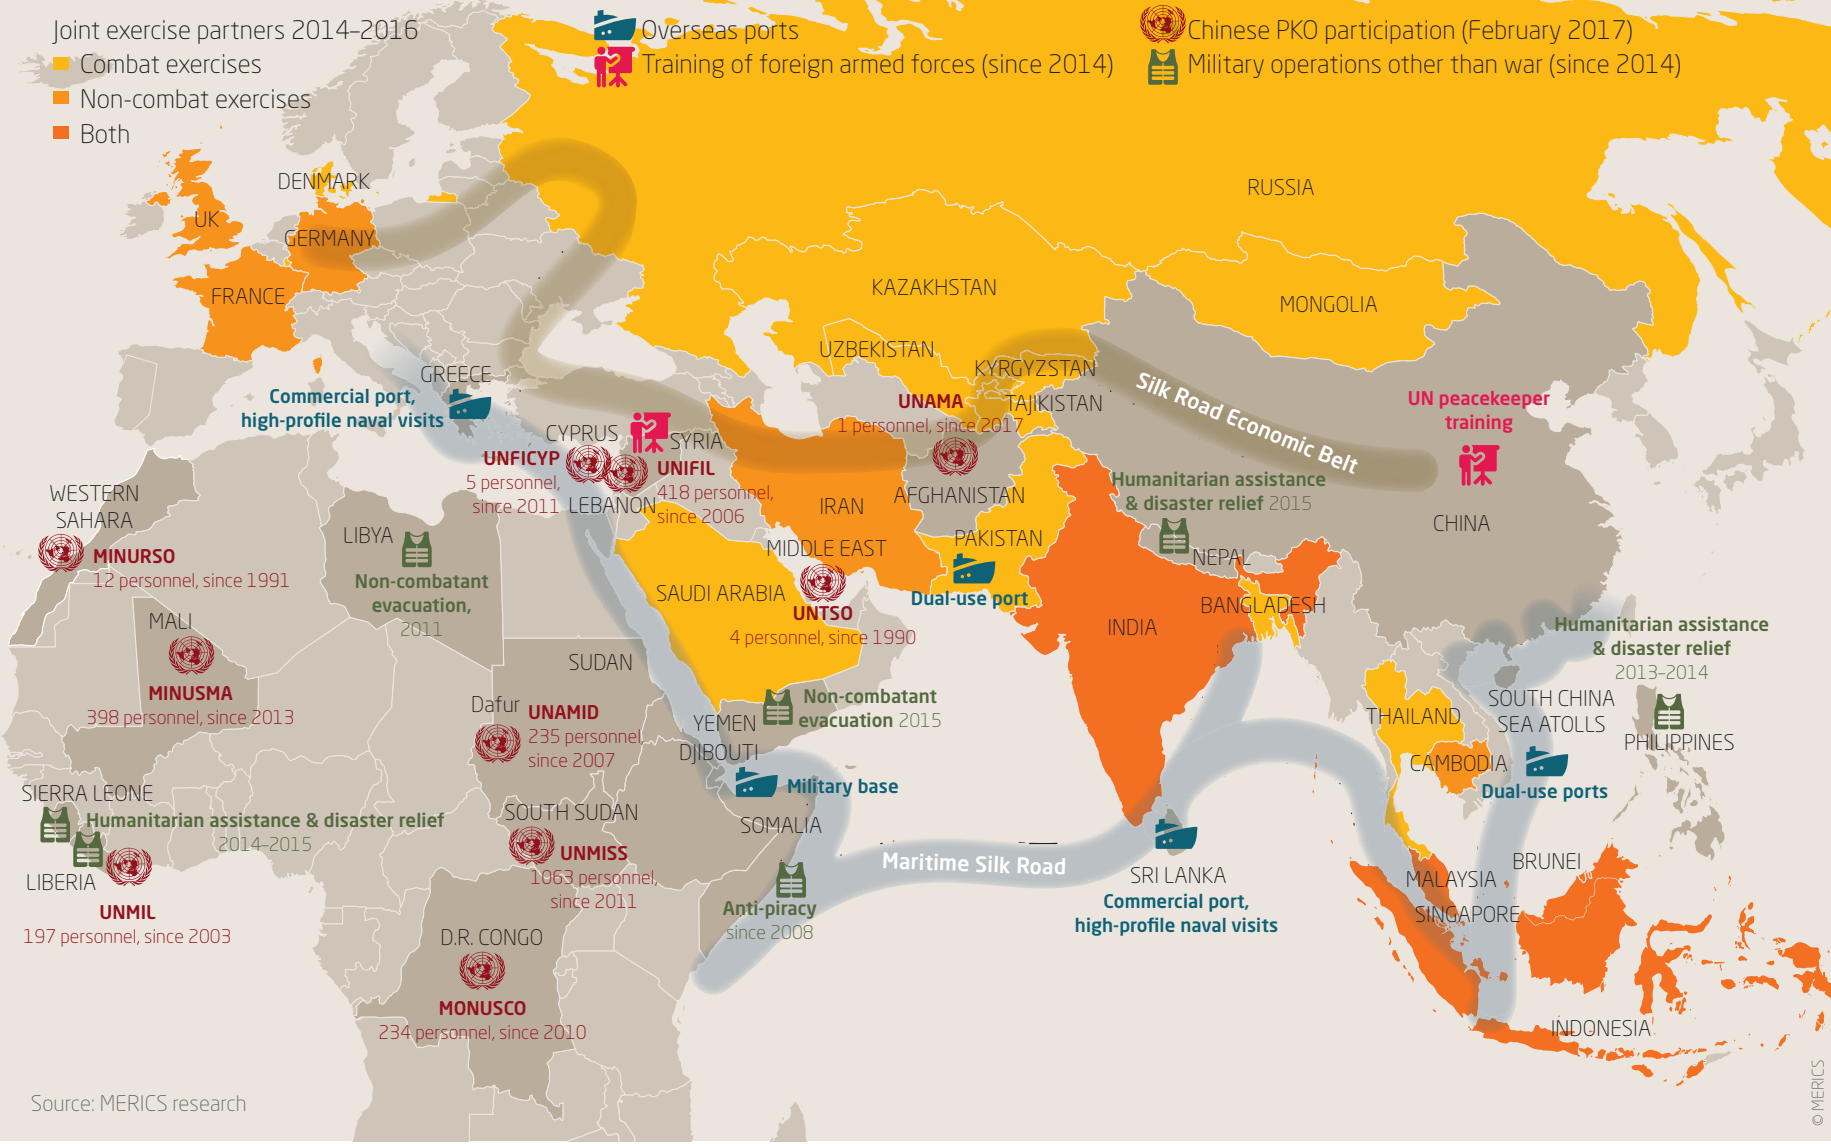 Joint exercise partners 2014–2016
Combat exercises
Non-combat exercises
Both
Overseas ports
Training of foreign armed forces (since 2014)
Chinese PKO participation (February 2017)
Military operations other than war (since 2014)
DENMARK
UK
GERMANY
FRANCE
RUSSIA
KAZAKHSTAN
MONGOLIA
UZBEKISTAN
KYRGYZSTAN
TAJIKISTAN
GREECE
Commercial port,
high-profile naval visits
CYPRUS
UNFICYP
5 personnel,
since 2011
SYRIA
UNIFIL
418 personnel,
since 2006
LEBANON
UNAMA
1 personnel, since 2017
AFGHANISTAN
IRAN
Silk Road Economic Belt
UN peacekeeper
training
CHINA
Humanitarian assistance
& disaster relief 2015
NEPAL
PAKISTAN
Dual-use port
MIDDLE EAST
UNTSO
4 personnel, since 1990
SAUDI ARABIA
WESTERN
SAHARA
MINURSO
12 personnel, since 1991
LIBYA
Non-combatant
evacuation,
2011
MALI
MINUSMA
398 personnel, since 2013
SUDAN
Dafur
UNAMID
235 personnel,
since 2007
YEMEN
Non-combatant
evacuation 2015
DJIBOUTI
Military base
SOMALIA
INDIA
BANGLADESH
Humanitarian assistance
& disaster relief
2013–2014
SOUTH CHINA
SEA ATOLLS
PHILIPPINES
THAILAND
CAMBODIA
Dual-use ports
SIERRA LEONE
Humanitarian assistance & disaster relief
2014–2015
LIBERIA
UNMIL
197 personnel, since 2003
SOUTH SUDAN
UNMISS
1063 personnel,
since 2011
Anti-piracy
since 2008
Maritime Silk Road
SRI LANKA
Commercial port,
high-profile naval visits
MALAYSIA
BRUNEI
SINGAPORE
INDONESIA
D.R. CONGO
MONUSCO
234 personnel, since 2010
Source: MERICS research
© MERICS